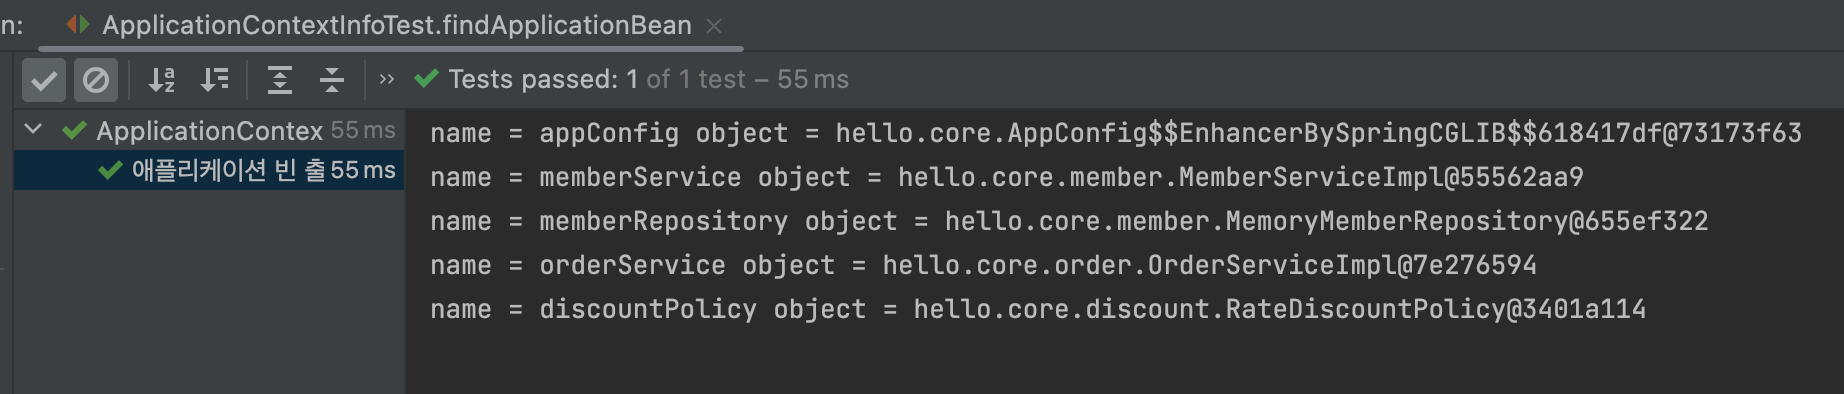 n: ApplicationContextInfoTest.findApplicationBean
Tests passed: 1 of 1 test – 55 ms
ApplicationContex 55 ms
애플리케이션 빈 출 55 ms
name = appConfig object = hello.core.AppConfig$$EnhancerBySpringCGLIB$$618417df@73173f63
name = memberService object = hello.core.member.MemberServiceImpl@55562aa9
name = memberRepository object = hello.core.member.MemoryMemberRepository@655ef322
name = orderService object = hello.core.order.OrderServiceImpl@7e276594
name = discountPolicy object = hello.core.discount.RateDiscountPolicy@3401a114